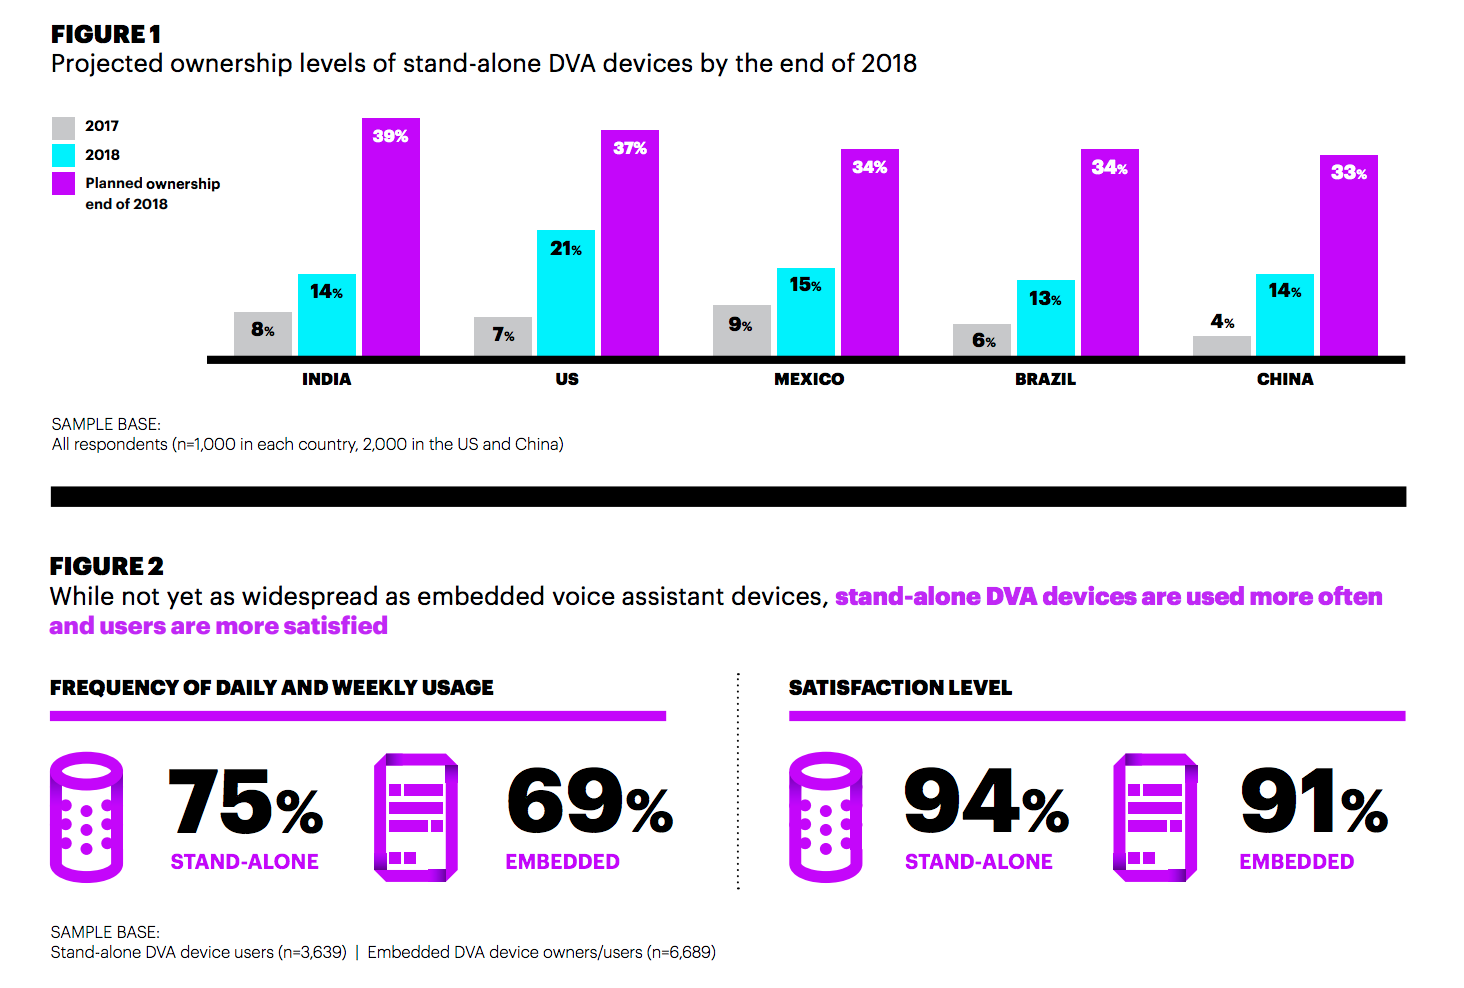 FIGURE 1
Projected ownership levels of stand-alone DVA devices by the end of 2018
2017
2018
Planned ownership
end of 2018
8%
14%
39%
7%
21%
37%
9%
15%
34%
6%
13%
34%
4%
14%
33%
INDIA
US
MEXICO
BRAZIL
CHINA
SAMPLE BASE:
All respondents (n=1,000 in each country, 2,000 in the US and China)
FIGURE 2
While not yet as widespread as embedded voice assistant devices, stand-alone DVA devices are used more often
and users are more satisfied
FREQUENCY OF DAILY AND WEEKLY USAGE
75%
STAND-ALONE
69%
EMBEDDED
SATISFACTION LEVEL
94%
STAND-ALONE
91%
EMBEDDED
SAMPLE BASE:
Stand-alone DVA device users (n=3,639) | Embedded DVA device owners/users (n=6,689)